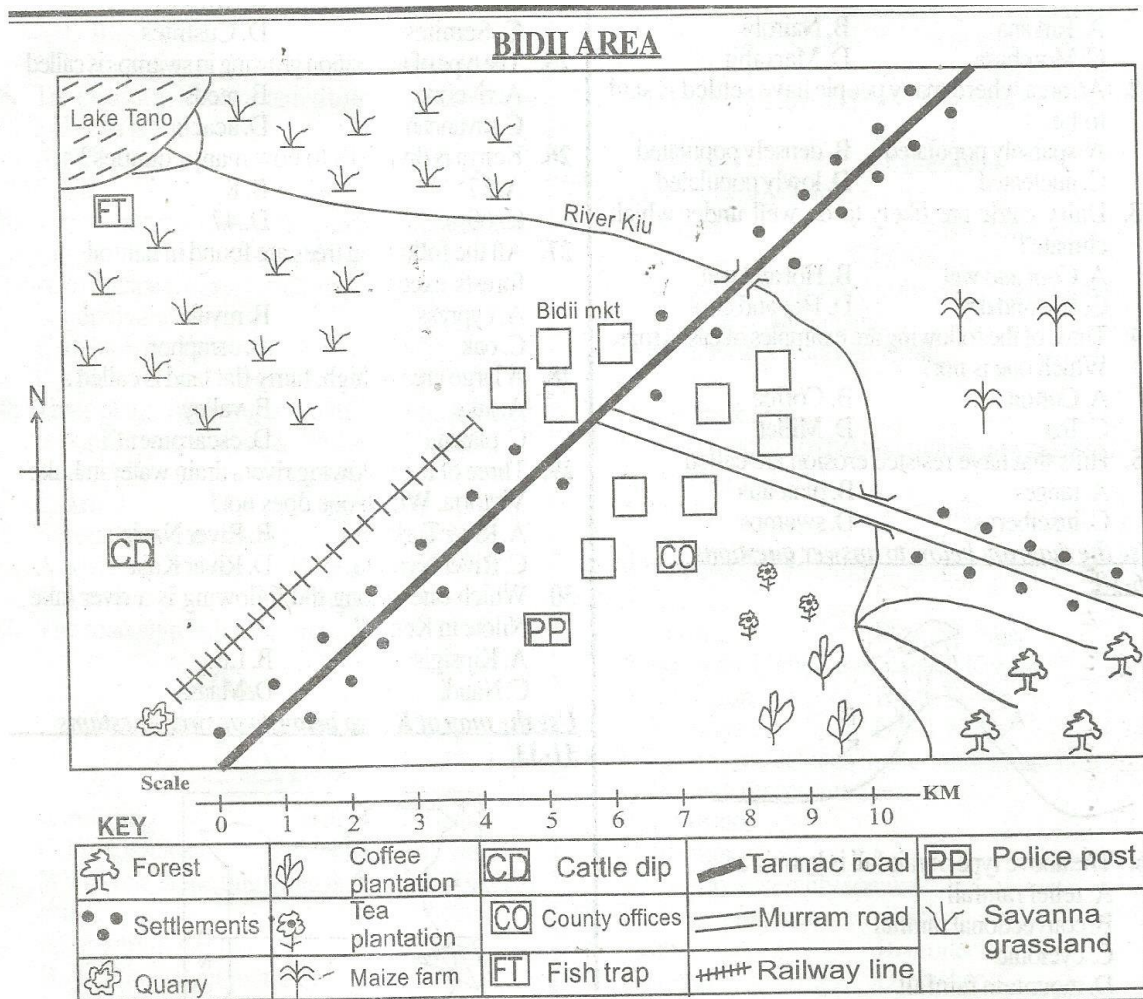 BIDII AREA
Lake Tano
FT
River Kiu
Bidii mkt
N
CD
CO
PP
Scale
KM
0 1 2 3 4 5 6 7 8 9 10
KEY
Forest
Coffee plantation
CD Cattle dip
Tarmac road
PP Police post
Settlements
Tea plantation
CO County offices
Murram road
Savanna grassland
Quarry
Maize farm
FT Fish trap
Railway line